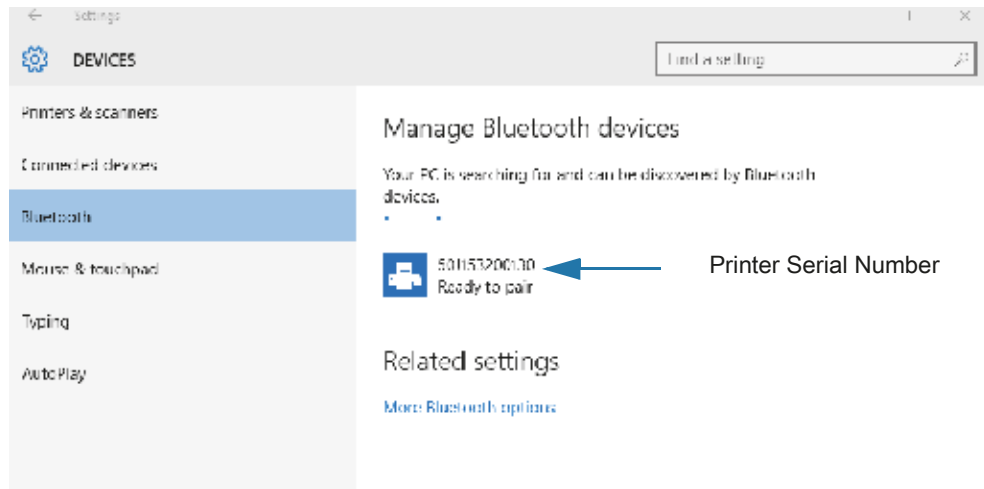 Settings
DEVICES
Find a setting
Printers & scanners
Connected devices
Bluetooth
Mouse & touchpad
Typing
AutoPlay
Manage Bluetooth devices
Your PC is searching for and can be discovered by Bluetooth
devices.
Printer Serial Number
Ready to pair
Related settings
More Bluetooth options